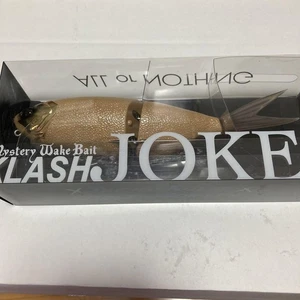 ALL or NOTHING
Mystery Wake Bait
KLASH JOKE